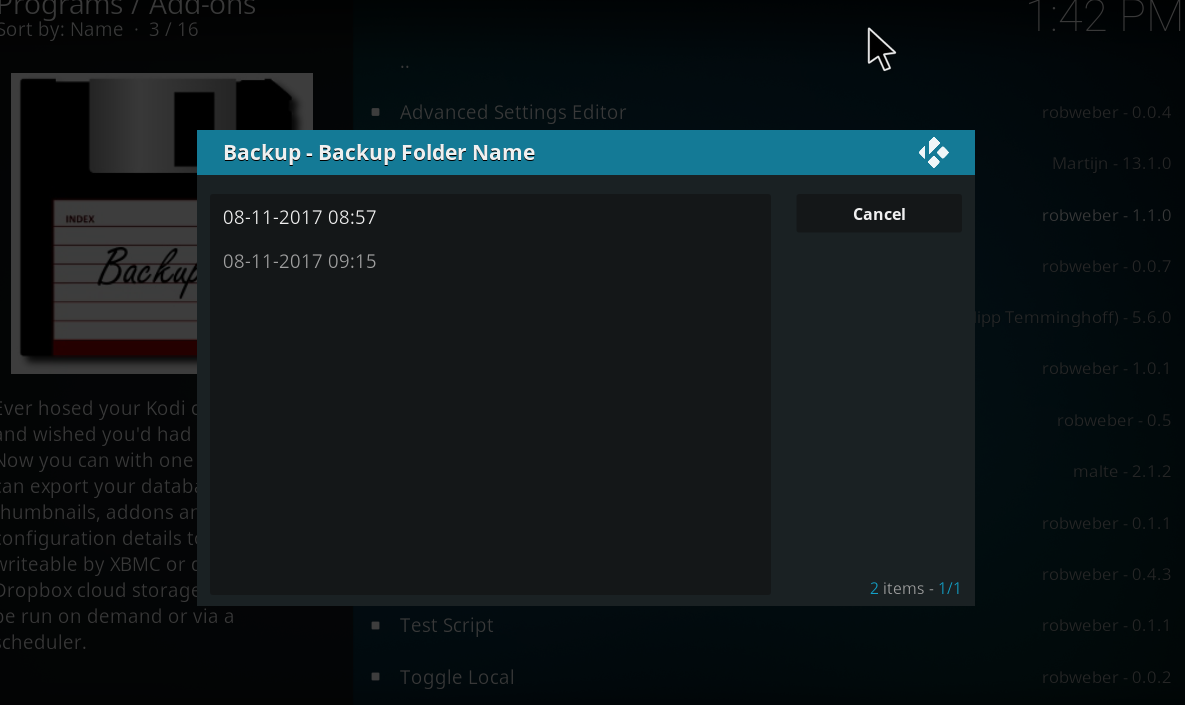 Programs / Add-ons
Sort by: Name · 3 / 16
1:42 PM
INDEX
Backup
..
Advanced Settings Editor
robweber - 0.0.4
Martijn - 13.1.0
robweber - 1.1.0
robweber - 0.0.7
lipp Temminghoff) - 5.6.0
robweber - 1.0.1
robweber - 0.5
malte - 2.1.2
robweber - 0.1.1
robweber - 0.4.3
Test Script
robweber - 0.1.1
Toggle Local
robweber - 0.0.2
Backup - Backup Folder Name
08-11-2017 08:57
08-11-2017 09:15
Cancel
2 items - 1/1
Ever hosed your Kodi
and wished you'd had
Now you can with one
can export your
thumbnails, addons
configuration details
writeable by XBMC or
Dropbox cloud storage
be run on demand or via a
scheduler.